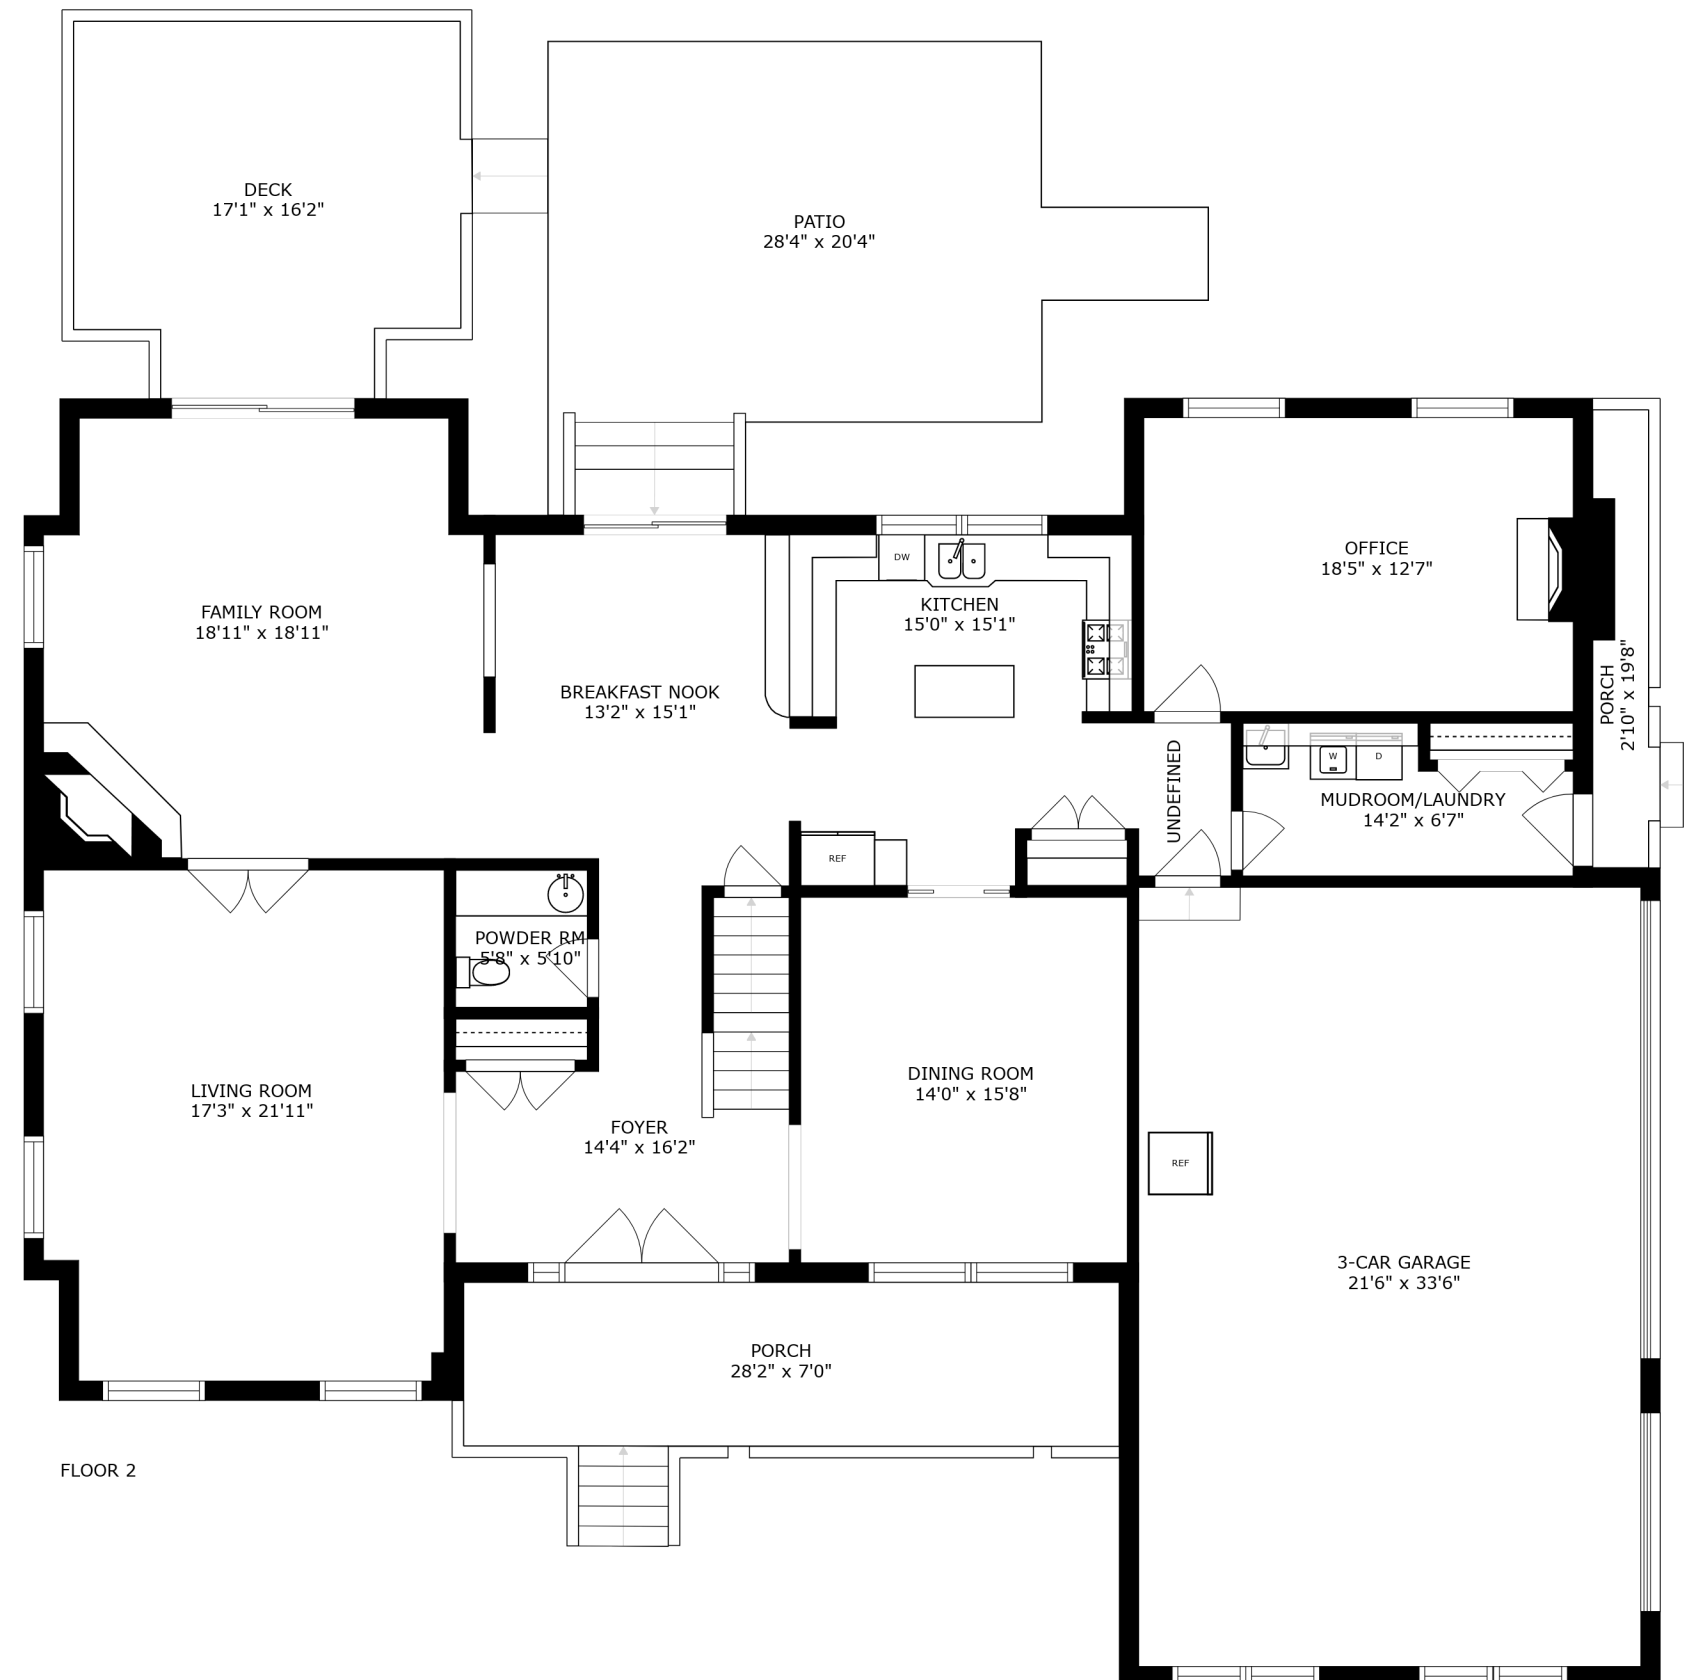 DECK
17'1" x 16'2"
PATIO
28'4" x 20'4"
FAMILY ROOM
18'11" x 18'11"
BREAKFAST NOOK
13'2" x 15'1"
DW
KITCHEN
15'0" x 15'1"
OFFICE
18'5" x 12'7"
PORCH
2'10" x 19'8"
UNDEFINED
W
D
MUDROOM/LAUNDRY
14'2" x 6'7"
REF
POWDER RM
5'8" x 5'10"
LIVING ROOM
17'3" x 21'11"
FOYER
14'4" x 16'2"
DINING ROOM
14'0" x 15'8"
REF
3-CAR GARAGE
21'6" x 33'6"
PORCH
28'2" x 7'0"
FLOOR 2